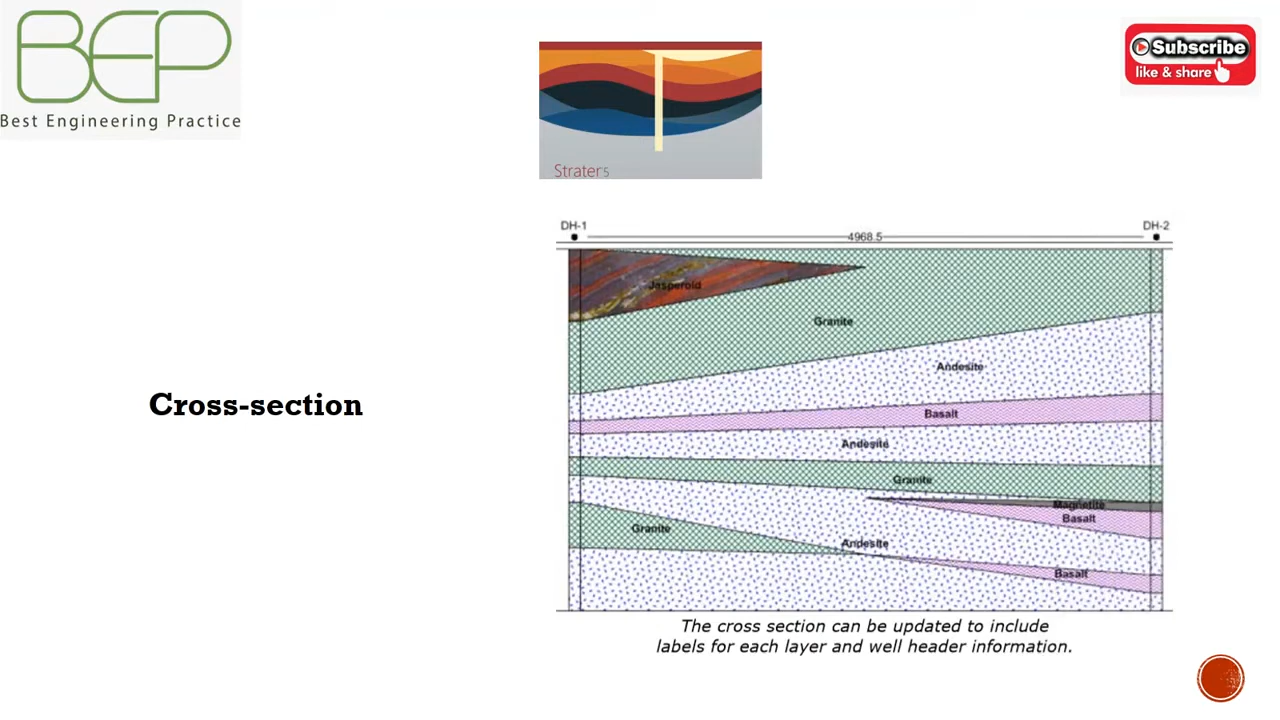 BEP
Best Engineering Practice
Subscribe
like & share
Strater5
DH-1
DH-2
4968.5
Jasperoid
Granite
Andesite
Basalt
Andesite
Granite
Magnetite
Basalt
Granite
Andesite
Basalt
Cross-section
The cross section can be updated to include
labels for each layer and well header information.